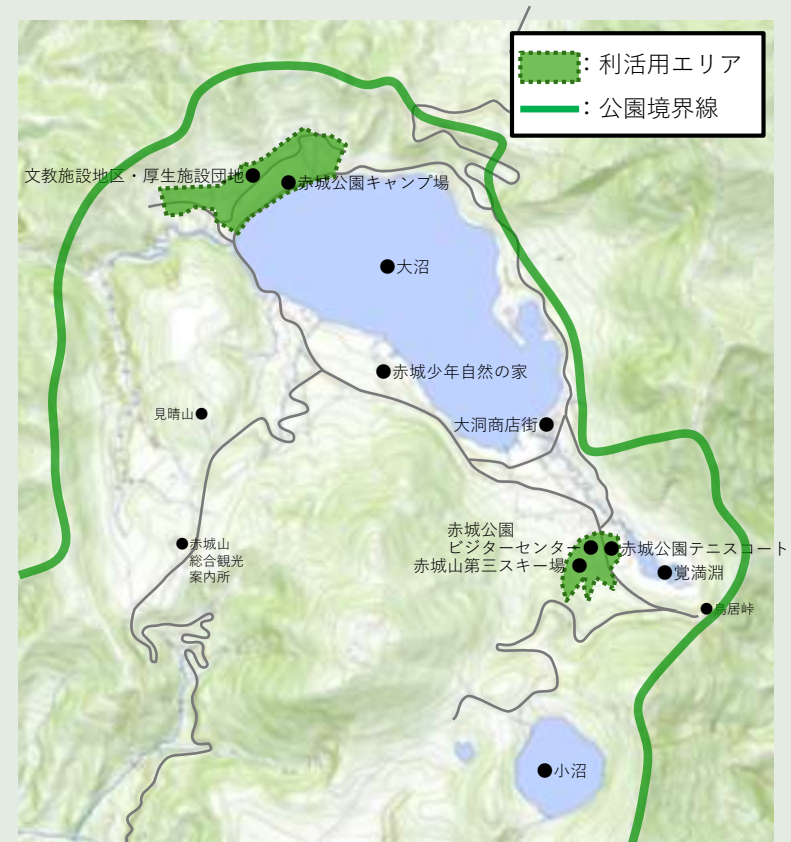 ：利活用エリア
：公園境界線
文教施設地区・厚生施設団地
赤城公園キャンプ場
大沼
赤城少年自然の家
見晴山
大洞商店街
赤城山
総合観光
案内所
赤城公園
ビジターセンター
赤城公園テニスコート
赤城山第三スキー場
覚満淵
鳥居峠
小沼